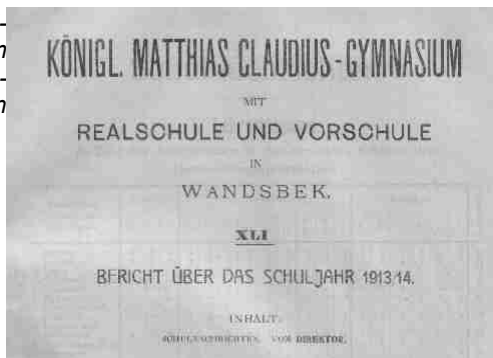 KÖNIGL. MATTHIAS CLAUDIUS-GYMNASIUM
MIT
REALSCHULE UND VORSCHULE
IN
WANDSBEK.
XLI
BERICHT ÜBER DAS SCHULJAHR 1913/14.
INHALT:
SCHULNACHRICHTEN, VOM DIREKTOR.